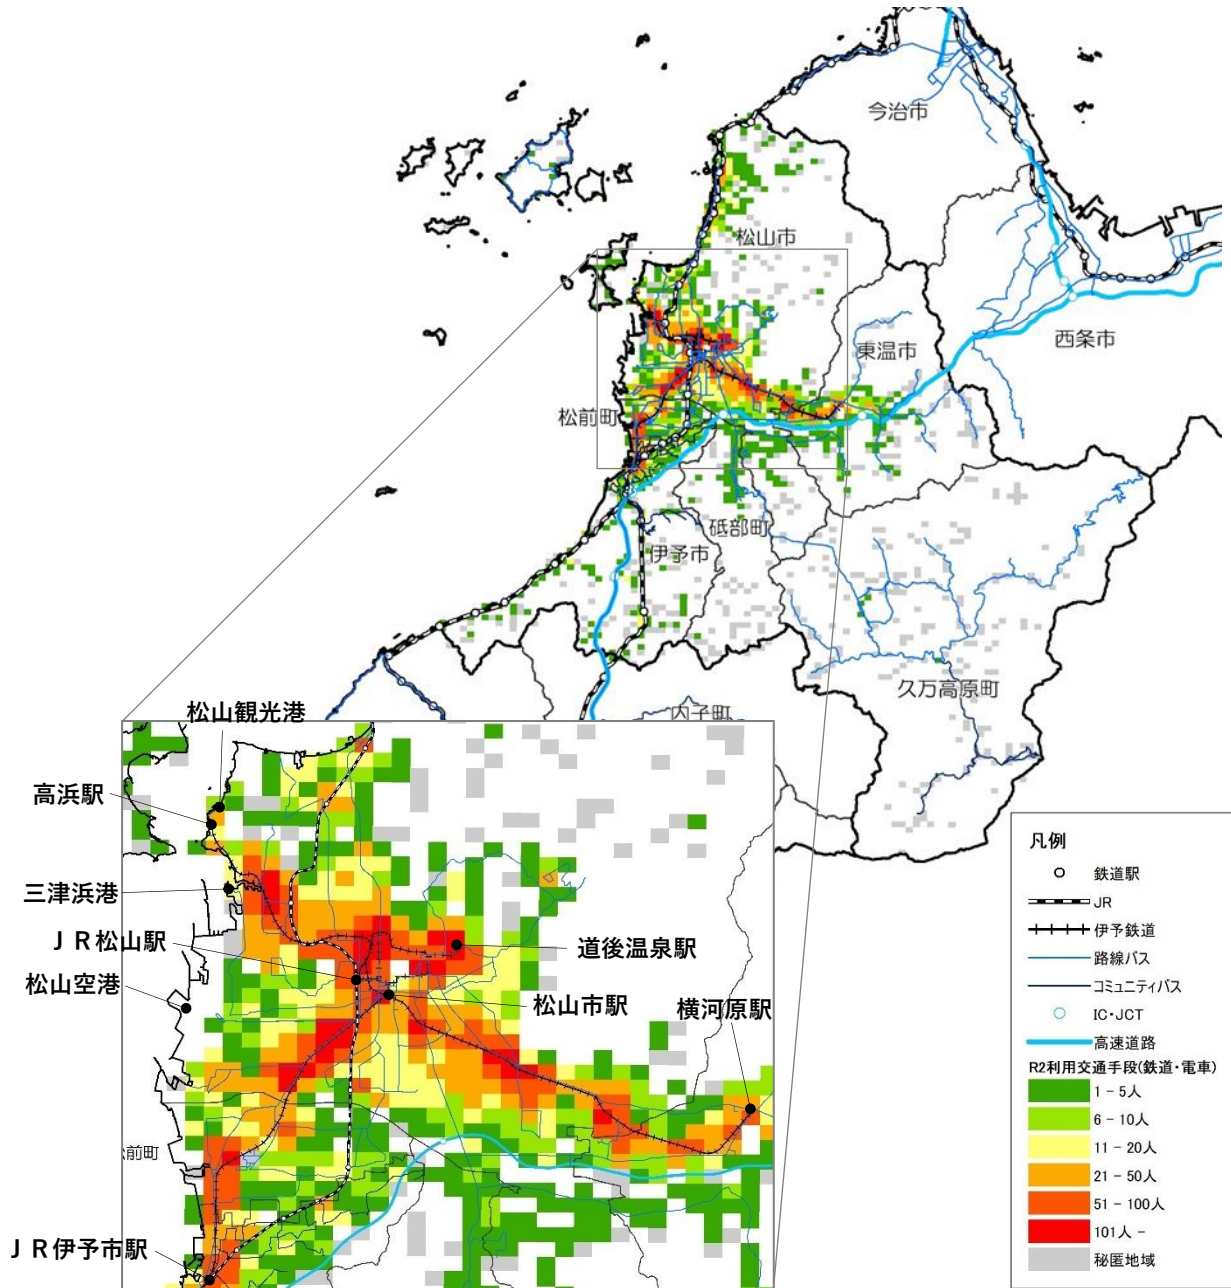 今治市
松山市
東温市
西条市
松前町
砥部町
伊予市
久万高原町
内子町
松山観光港
高浜駅
三津浜港
JR松山駅
松山空港
道後温泉駅
松山市駅
横河原駅
前町
JR伊予市駅
凡例
鉄道駅
JR
伊予鉄道
路線バス
コミュニティバス
IC・JCT
高速道路
R2利用交通手段(鉄道・電車)
1 - 5人
6 - 10人
11 - 20人
21 - 50人
51 - 100人
101人 -
秘匿地域